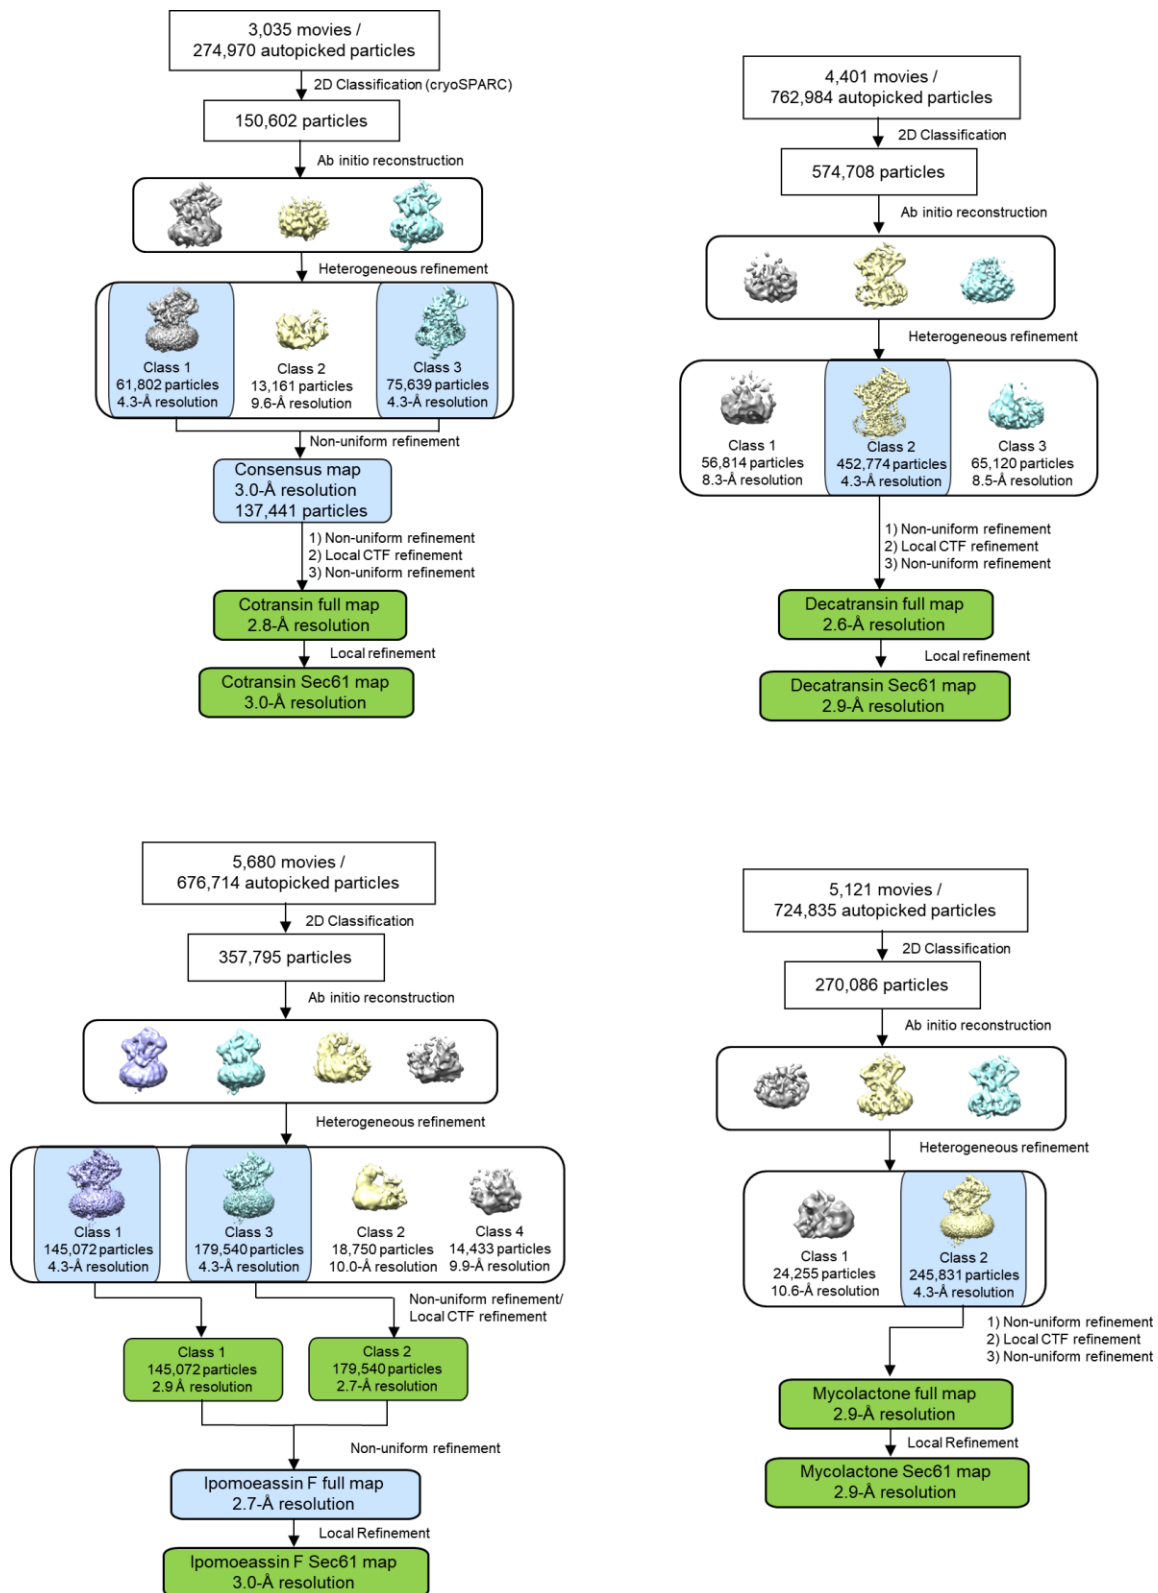 3,035 movies /
274,970 autopicked particles
2D Classification (cryoSPARC)
150,602 particles
Ab initio reconstruction
Heterogeneous refinement
Class 1
61,802 particles
4.3-Å resolution
Class 2
13,161 particles
9.6-Å resolution
Class 3
75,639 particles
4.3-Å resolution
Non-uniform refinement
Consensus map
3.0-Å resolution
137,441 particles
1) Non-uniform refinement
2) Local CTF refinement
3) Non-uniform refinement
Cotransin full map
2.8-Å resolution
Local refinement
Cotransin Sec61 map
3.0-Å resolution
4,401 movies /
762,984 autopicked particles
2D Classification
574,708 particles
Ab initio reconstruction
Heterogeneous refinement
Class 1
56,814 particles
8.3-Å resolution
Class 2
452,774 particles
4.3-Å resolution
Class 3
65,120 particles
8.5-Å resolution
1) Non-uniform refinement
2) Local CTF refinement
3) Non-uniform refinement
Decatransin full map
2.6-Å resolution
Local refinement
Decatransin Sec61 map
2.9-Å resolution
5,680 movies /
676,714 autopicked particles
2D Classification
357,795 particles
Ab initio reconstruction
Heterogeneous refinement
Class 1
145,072 particles
4.3-Å resolution
Class 3
179,540 particles
4.3-Å resolution
Class 2
18,750 particles
10.0-Å resolution
Class 4
14,433 particles
9.9-Å resolution
Non-uniform refinement/
Local CTF refinement
Class 1
145,072 particles
2.9 Å resolution
Class 2
179,540 particles
2.7-Å resolution
Non-uniform refinement
Ipomoeassin F full map
2.7-Å resolution
Local Refinement
Ipomoeassin F Sec61 map
3.0-Å resolution
5,121 movies /
724,835 autopicked particles
2D Classification
270,086 particles
Ab initio reconstruction
Heterogeneous refinement
Class 1
24,255 particles
10.6-Å resolution
Class 2
245,831 particles
4.3-Å resolution
1) Non-uniform refinement
2) Local CTF refinement
3) Non-uniform refinement
Mycolactone full map
2.9-Å resolution
Local Refinement
Mycolactone Sec61 map
2.9-Å resolution